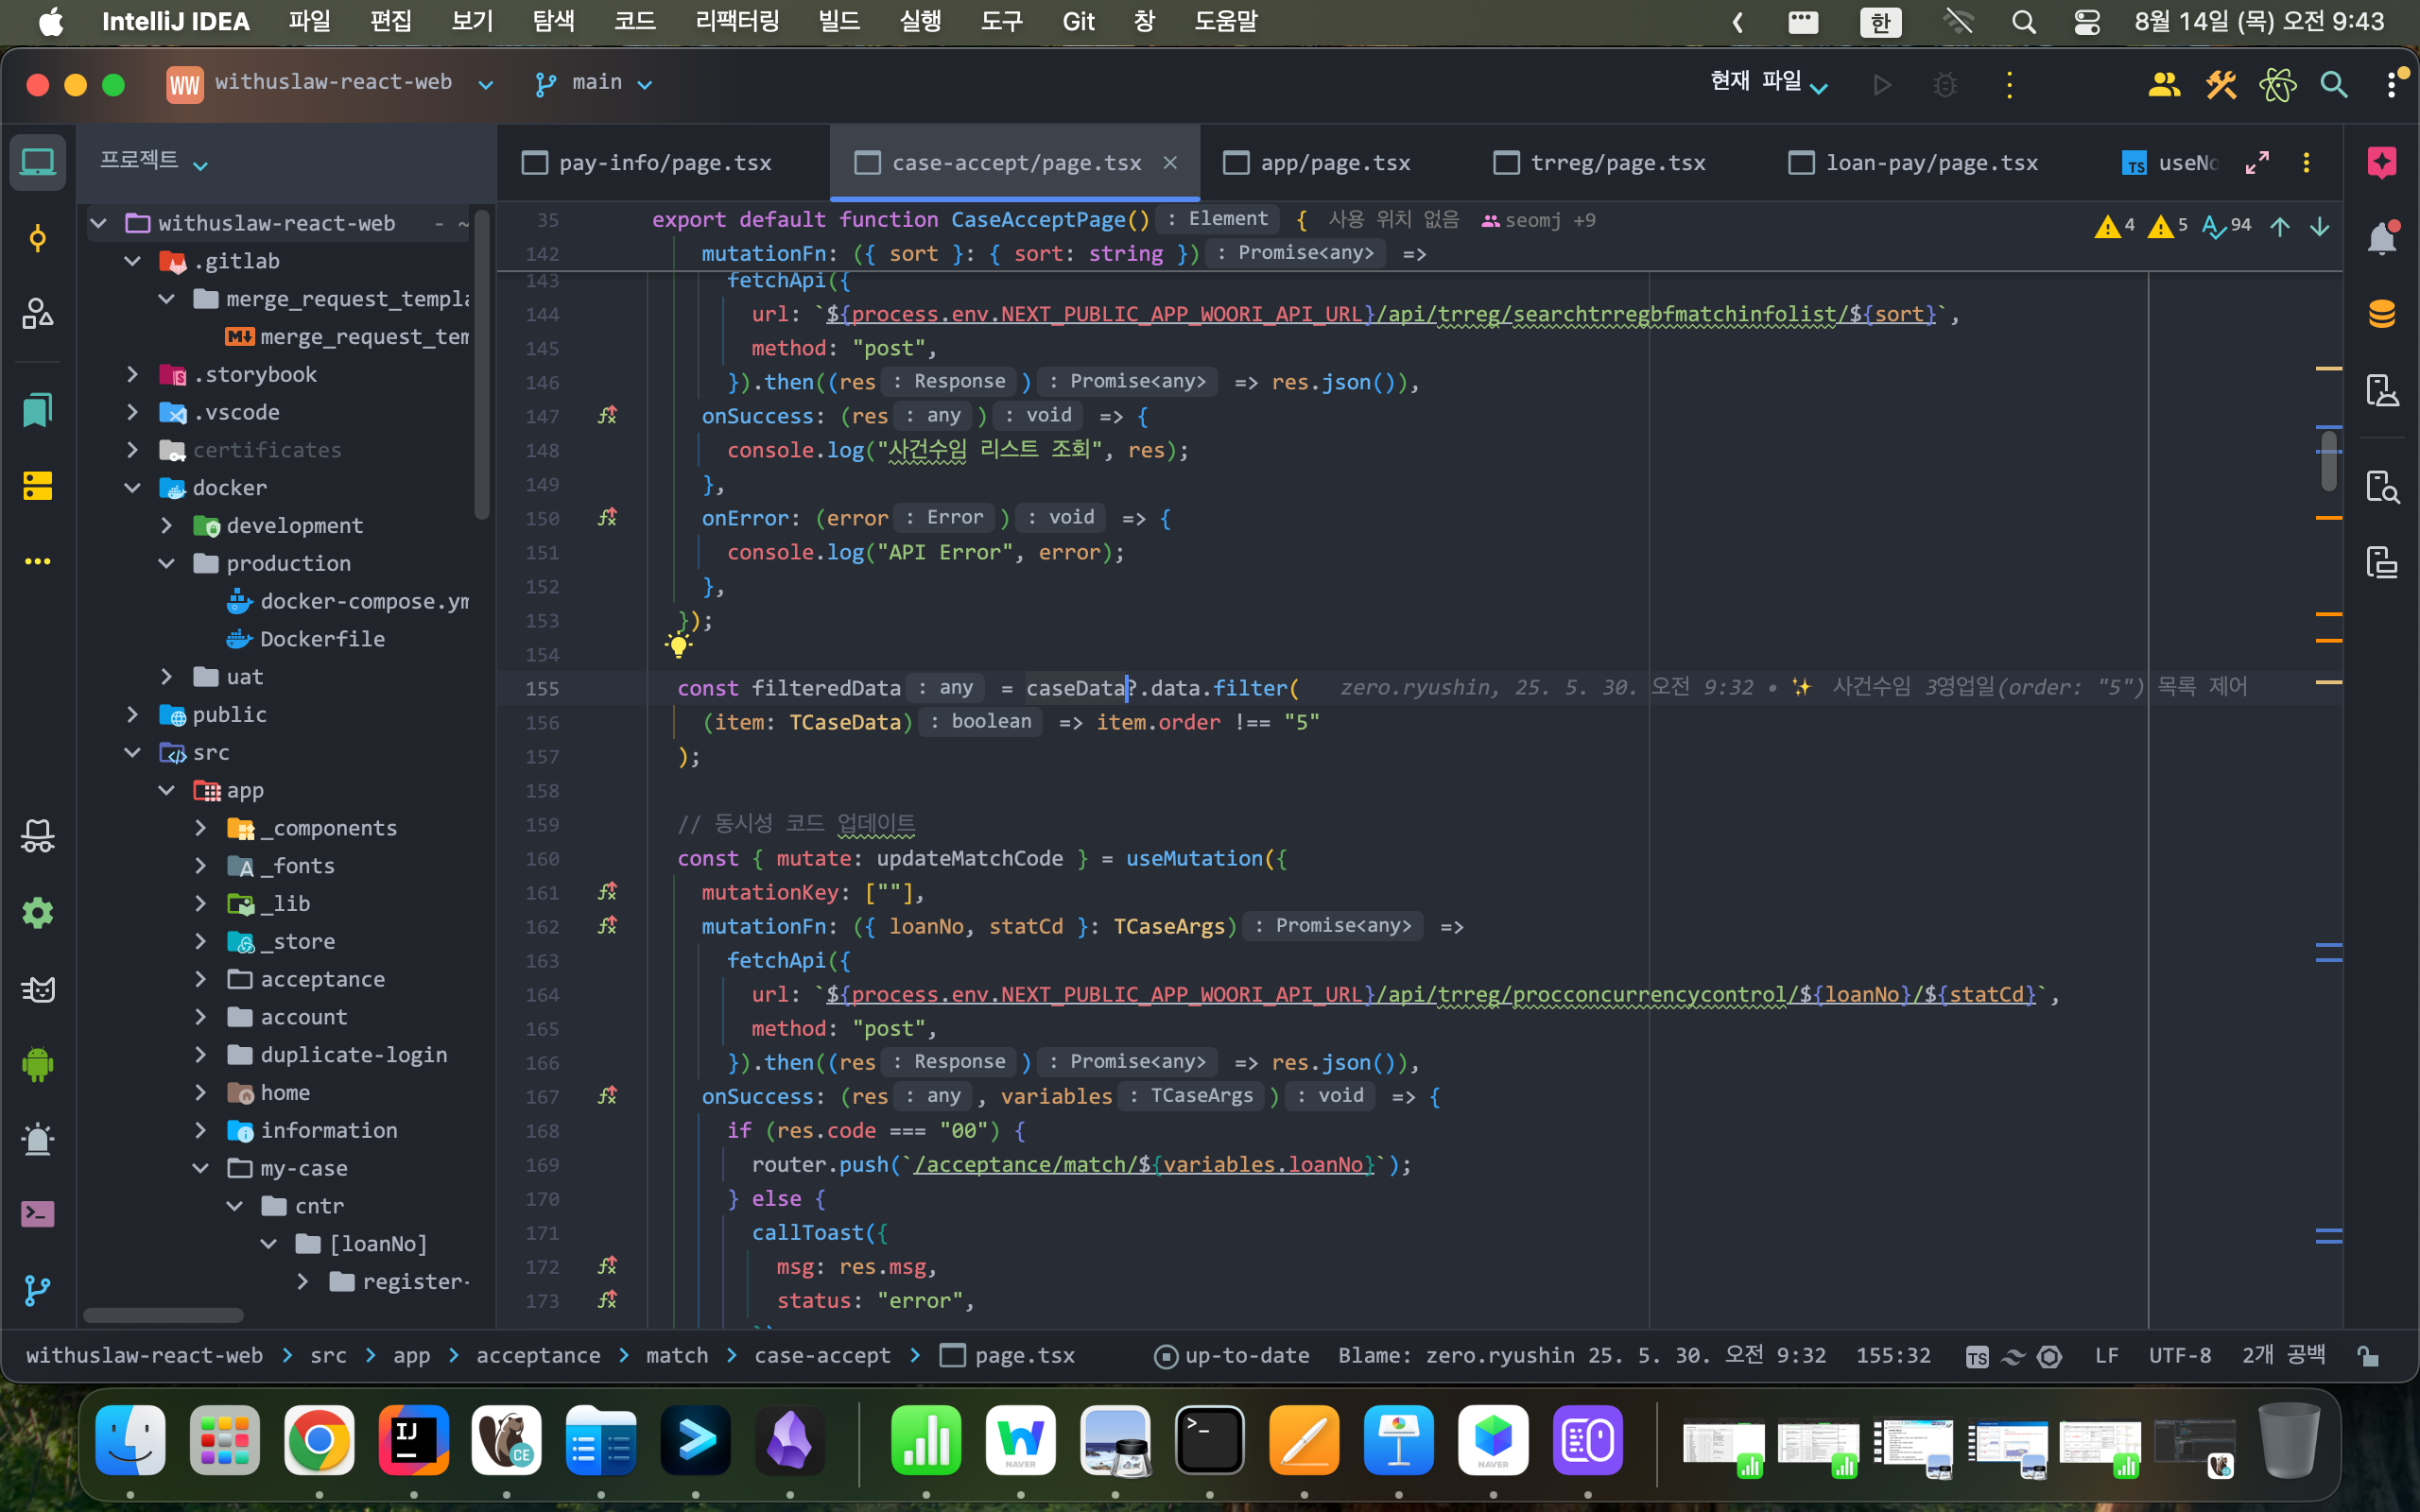 IntelliJ IDEA 파일 편집 보기 탐색 코드 리팩터링 빌드 실행 도구 Git 창 도움말 한 8월 14일 (목) 오전 9:43
WW withuslaw-react-web main 현재 파일
프로젝트
pay-info/page.tsx case-accept/page.tsx app/page.tsx trreg/page.tsx loan-pay/page.tsx TS useNo
withuslaw-react-web - ~
.gitlab
merge_request_templa
merge_request_tem
.storybook
.vscode
certificates
docker
development
production
docker-compose.ym
Dockerfile
uat
public
src
app
_components
_fonts
_lib
_store
acceptance
account
duplicate-login
home
information
my-case
cntr
[loanNo]
register-
35 export default function CaseAcceptPage() : Element { 사용 위치 없음 seomj +9
4 5 94
142 mutationFn: ({ sort }: { sort: string }) : Promise<any> =>
143 fetchApi({
144 url: `${process.env.NEXT_PUBLIC_APP_WOORI_API_URL}/api/trreg/searchtrregbfmatchinfolist/${sort}`,
145 method: "post",
146 }).then((res : Response ) : Promise<any> => res.json()),
147 onSuccess: (res : any ) : void => {
148 console.log("사건수임 리스트 조회", res);
149 },
150 onError: (error : Error ) : void => {
151 console.log("API Error", error);
152 },
153 });
154
155 const filteredData : any = caseData?.data.filter( zero.ryushin, 25. 5. 30. 오전 9:32 • ✨ 사건수임 3영업일(order: "5") 목록 제어
156 (item: TCaseData) : boolean => item.order !== "5"
157 );
158
159 // 동시성 코드 업데이트
160 const { mutate: updateMatchCode } = useMutation({
161 mutationKey: [""],
162 mutationFn: ({ loanNo, statCd }: TCaseArgs) : Promise<any> =>
163 fetchApi({
164 url: `${process.env.NEXT_PUBLIC_APP_WOORI_API_URL}/api/trreg/procconcurrencycontrol/${loanNo}/${statCd}`,
165 method: "post",
166 }).then((res : Response ) : Promise<any> => res.json()),
167 onSuccess: (res : any , variables : TCaseArgs ) : void => {
168 if (res.code === "00") {
169 router.push(`/acceptance/match/${variables.loanNo}`);
170 } else {
171 callToast({
172 msg: res.msg,
173 status: "error",
withuslaw-react-web > src > app > acceptance > match > case-accept > page.tsx up-to-date Blame: zero.ryushin 25. 5. 30. 오전 9:32 155:32 TS LF UTF-8 2개 공백
IJ CE NAVER NAVER